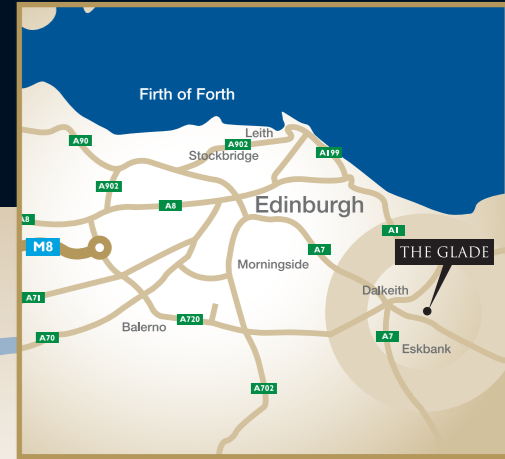 Firth of Forth
A90
Leith
A902
Stockbridge
A199
A902
A8
A8
Edinburgh
A1
M8
A7
THE GLADE
Morningside
Dalkeith
A71
A720
Balerno
A70
A7
Eskbank
A702